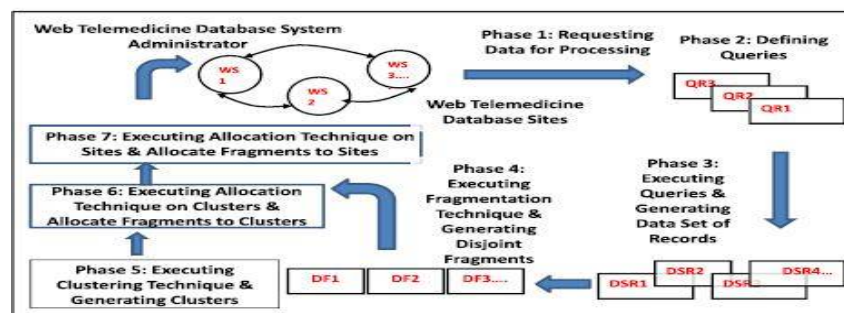 Web Telemedicine Database System
Administrator
WS
1
WS
2
WS
3....
Phase 1: Requesting
Data for Processing
Phase 2: Defining
Queries
QR3
QR2
QR1
Web Telemedicine
Database Sites
Phase 7: Executing Allocation Technique on
Sites & Allocate Fragments to Sites
Phase 6: Executing Allocation
Technique on Clusters &
Allocate Fragments to Clusters
Phase 5: Executing
Clustering Technique &
Generating Clusters
Phase 4:
Executing
Fragmentation
Technique &
Generating
Disjoint
Fragments
Phase 3:
Executing
Queries &
Generating
Data Set of
Records
DF1
DF2
DF3....
DSR1
DSR2
DSR4...